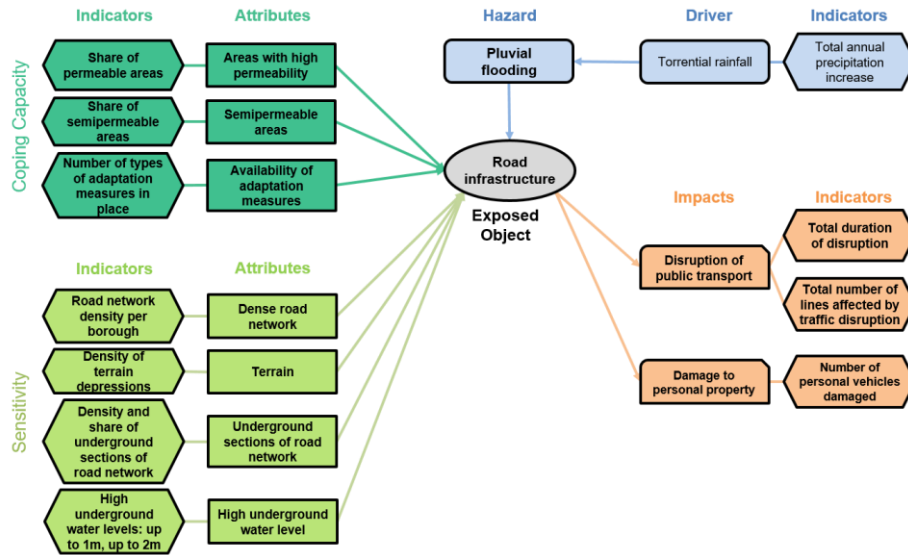 Indicators
Attributes
Hazard
Driver
Indicators
Coping Capacity
Share of
permeable areas
Areas with high
permeability
Share of
semipermeable
areas
Semipermeable
areas
Number of types
of adaptation
measures in
place
Availability of
adaptation
measures
Pluvial
flooding
Torrential rainfall
Total annual
precipitation
increase
Road
infrastructure
Exposed
Object
Impacts
Indicators
Disruption of
public transport
Total duration
of disruption
Total number of
lines affected by
traffic disruption
Damage to
personal property
Number of
personal vehicles
damaged
Indicators
Attributes
Sensitivity
Road network
density per
borough
Dense road
network
Density of
terrain
depressions
Terrain
Density and
share of
underground
sections of
road network
Underground
sections of road
network
High
underground
water levels: up
to 1m, up to 2m
High underground
water level